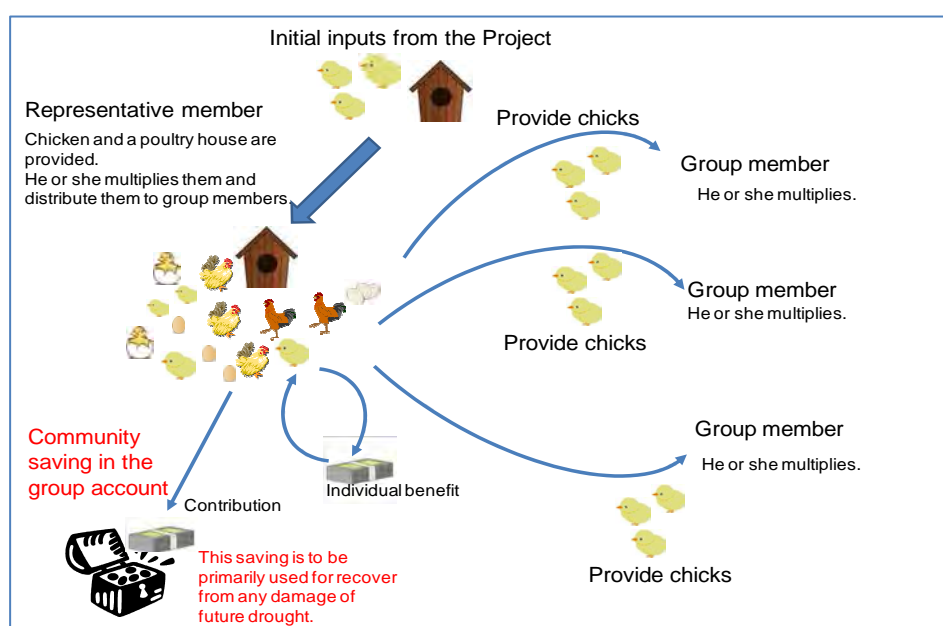 Initial inputs from the Project
Representative member
Chicken and a poultry house are
provided.
He or she multiplies them and
distribute them to group members.
Provide chicks
Group member
He or she multiplies.
Group member
He or she multiplies.
Provide chicks
Group member
He or she multiplies.
Provide chicks
Community
saving in the
group account
Contribution
Individual benefit
This saving is to be
primarily used for recover
from any damage of
future drought.